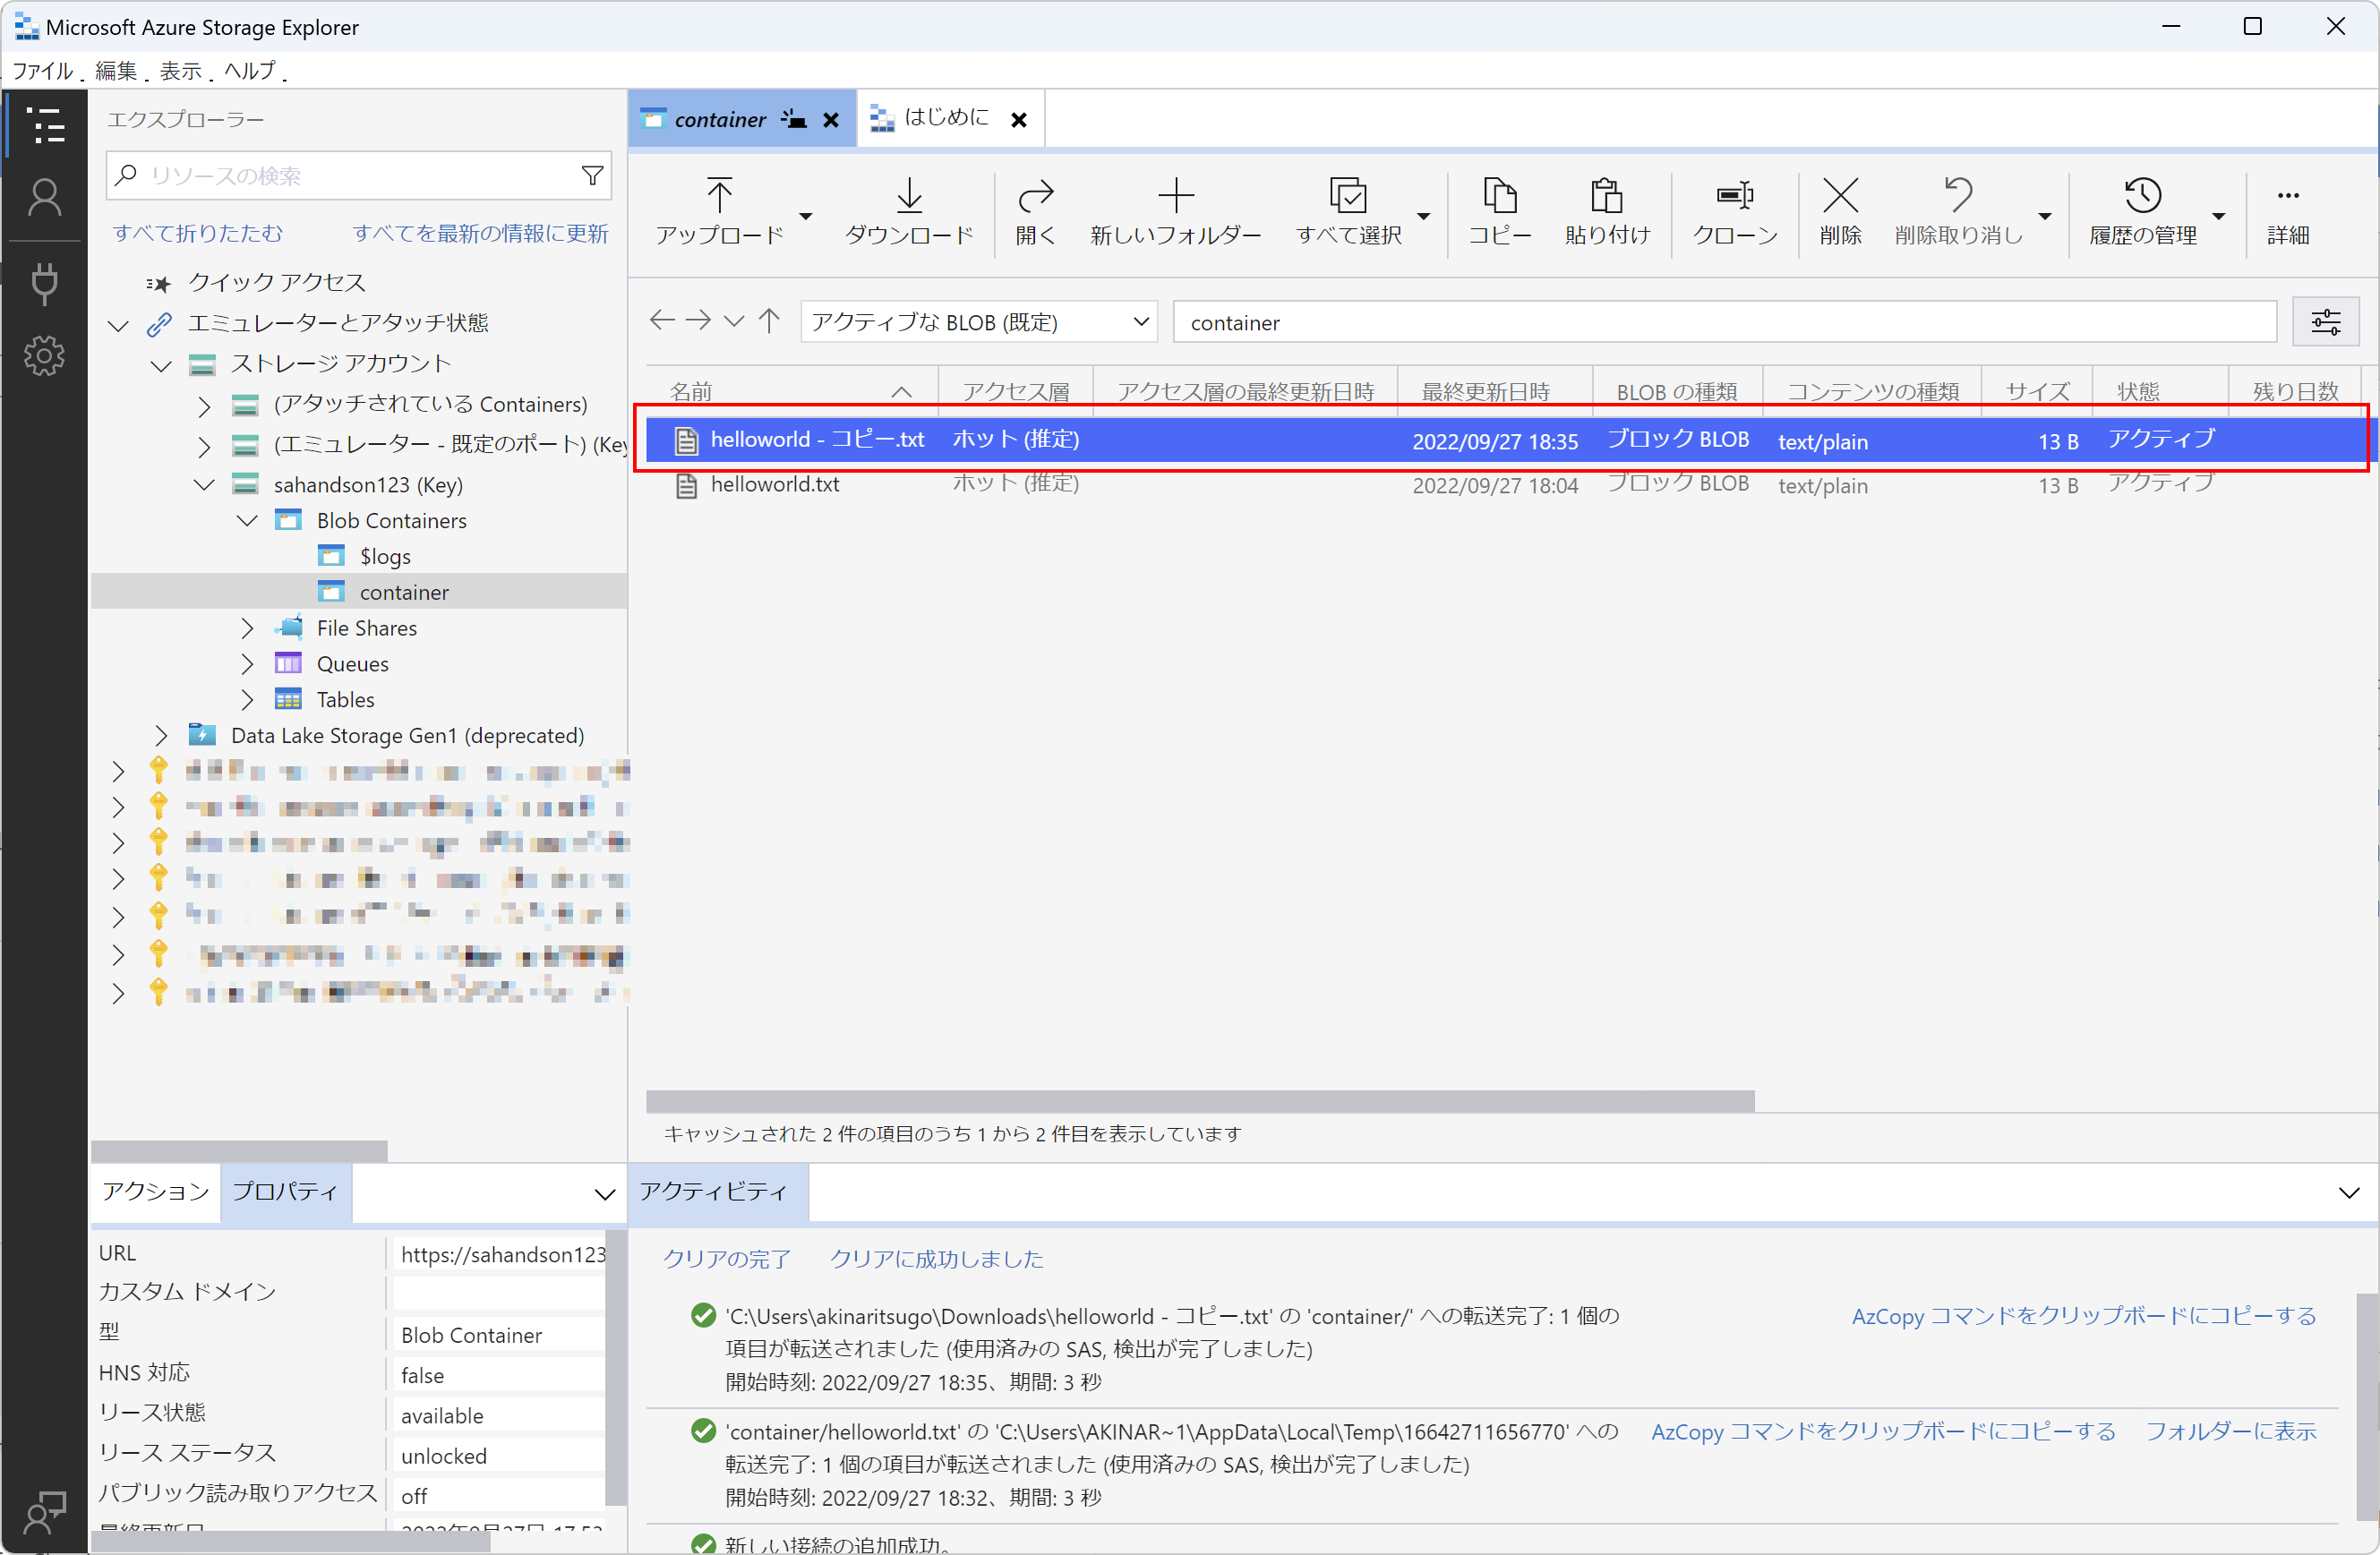 Microsoft Azure Storage Explorer
ファイル 編集 表示 ヘルプ
エクスプローラー
リソースの検索
すべて折りたたむ すべてを最新の情報に更新
クイック アクセス
エミュレーターとアタッチ状態
ストレージ アカウント
(アタッチされている Containers)
(エミュレーター - 既定のポート) (Key
sahandson123 (Key)
Blob Containers
$logs
container
File Shares
Queues
Tables
Data Lake Storage Gen1 (deprecated)
アクション プロパティ
URL https://sahandson123
カスタム ドメイン
型 Blob Container
HNS 対応 false
リース状態 available
リース ステータス unlocked
パブリック読み取りアクセス off
container はじめに
アップロード ダウンロード 開く 新しいフォルダー すべて選択 コピー 貼り付け クローン 削除 削除取り消し 履歴の管理 詳細
アクティブな BLOB (既定) container
名前 アクセス層 アクセス層の最終更新日時 最終更新日時 BLOB の種類 コンテンツの種類 サイズ 状態 残り日数
helloworld - コピー.txt ホット (推定) 2022/09/27 18:35 ブロック BLOB text/plain 13 B アクティブ
helloworld.txt ホット (推定) 2022/09/27 18:04 ブロック BLOB text/plain 13 B アクティブ
キャッシュされた 2 件の項目のうち 1 から 2 件目を表示しています
アクティビティ
クリアの完了 クリアに成功しました
'C:\Users\akinaritsugo\Downloads\helloworld - コピー.txt' の 'container/' への転送完了: 1 個の AzCopy コマンドをクリップボードにコピーする
項目が転送されました (使用済みの SAS, 検出が完了しました)
開始時刻: 2022/09/27 18:35、期間: 3 秒
'container/helloworld.txt' の 'C:\Users\AKINAR~1\AppData\Local\Temp\16642711656770' への AzCopy コマンドをクリップボードにコピーする フォルダーに表示
転送完了: 1 個の項目が転送されました (使用済みの SAS, 検出が完了しました)
開始時刻: 2022/09/27 18:32、期間: 3 秒
新しい接続の追加成功。